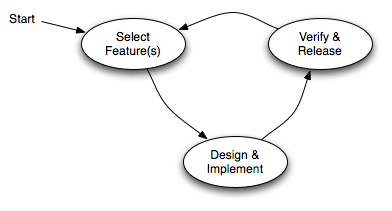 Start
Select
Feature(s)
Verify &
Release
Design &
Implement